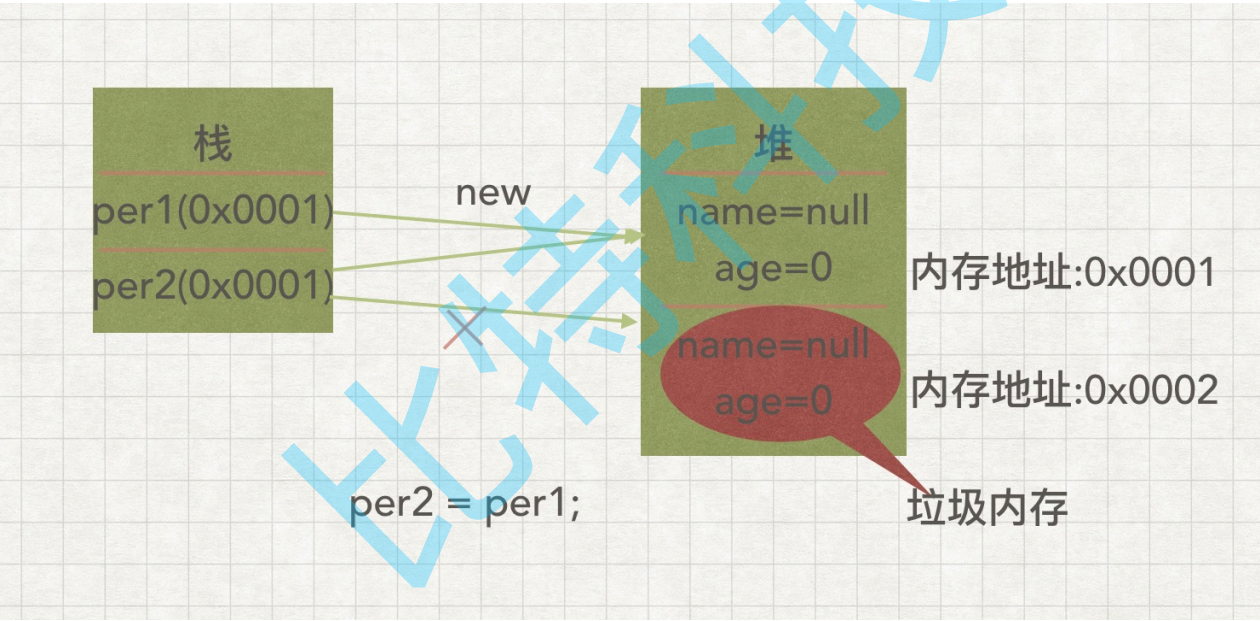 栈
per1(0x0001)
per2(0x0001)
new
堆
name=null
age=0
内存地址:0x0001
name=null
age=0
内存地址:0x0002
per2 = per1;
垃圾内存
比特科技